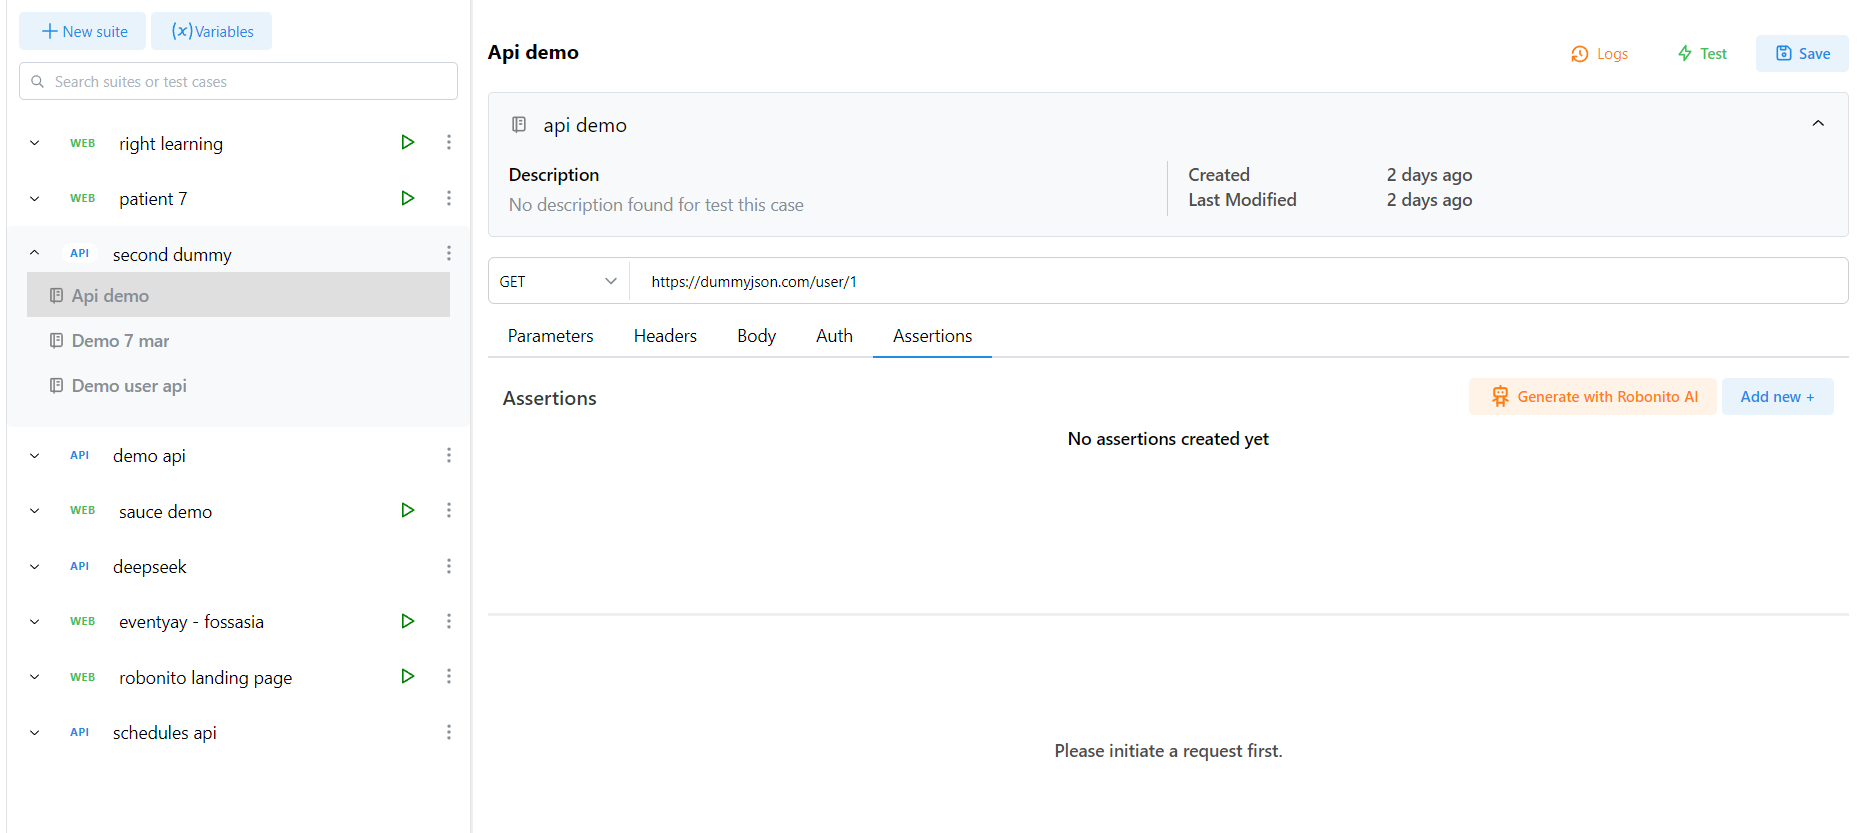 New suite
(x)Variables
Search suites or test cases
WEB right learning
WEB patient 7
API second dummy
Api demo
Demo 7 mar
Demo user api
API demo api
WEB sauce demo
API deepseek
WEB eventyay - fossasia
WEB robonito landing page
API schedules api
Api demo
Logs
Test
Save
api demo
Description
No description found for test this case
Created 2 days ago
Last Modified 2 days ago
GET https://dummyjson.com/user/1
Parameters Headers Body Auth Assertions
Assertions
Generate with Robonito AI
Add new +
No assertions created yet
Please initiate a request first.